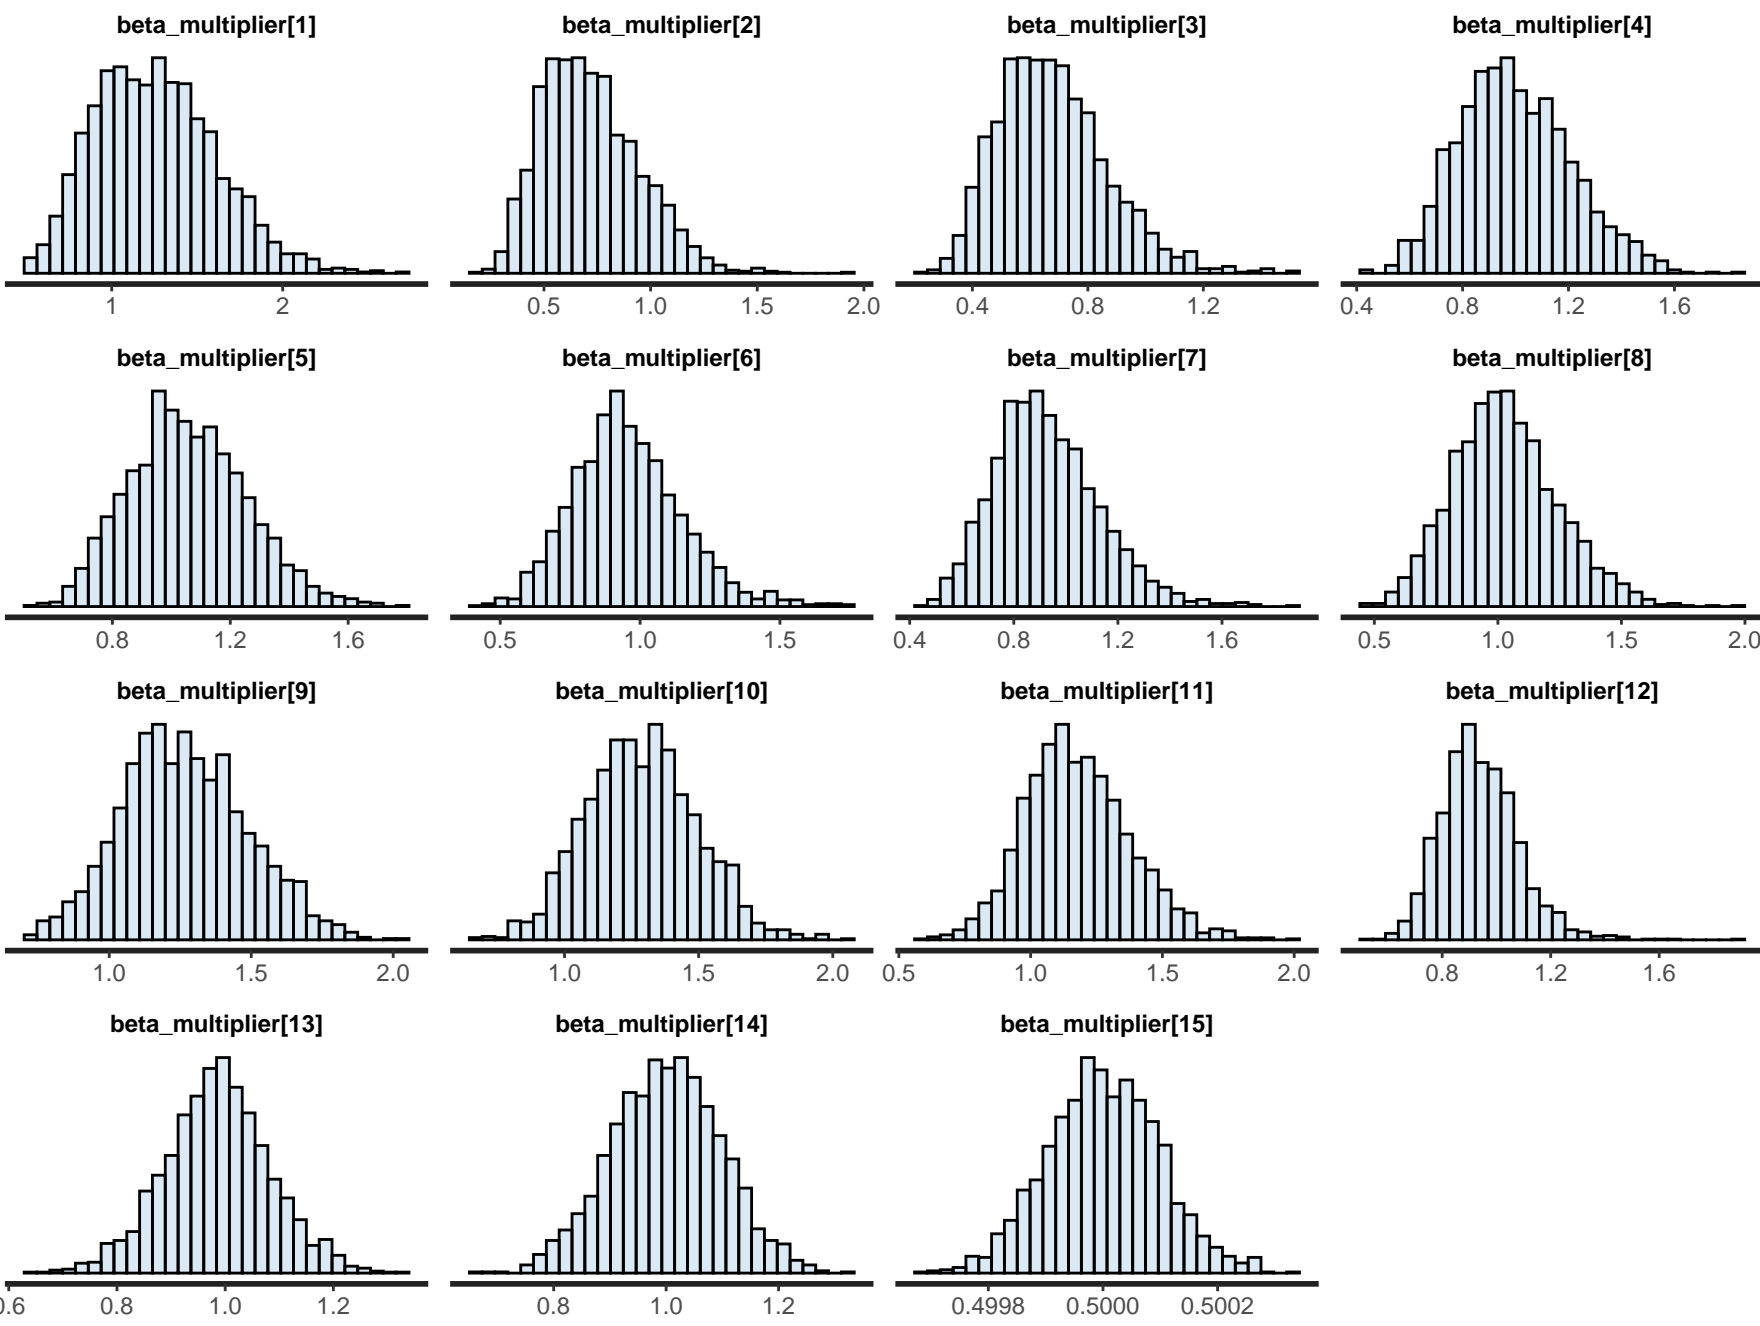 beta_multiplier[1] beta_multiplier[2] beta_multiplier[3] beta_multiplier[4]
1 2 0.5 1.0 1.5 2.0 0.4 0.8 1.2 0.4 0.8 1.2 1.6
beta_multiplier[5] beta_multiplier[6] beta_multiplier[7] beta_multiplier[8]
0.8 1.2 1.6 0.5 1.0 1.5 0.4 0.8 1.2 1.6 0.5 1.0 1.5 2.0
beta_multiplier[9] beta_multiplier[10] beta_multiplier[11] beta_multiplier[12]
1.0 1.5 2.0 1.0 1.5 2.0 0.5 1.0 1.5 2.0 0.8 1.2 1.6
beta_multiplier[13] beta_multiplier[14] beta_multiplier[15]
0.6 0.8 1.0 1.2 0.8 1.0 1.2 0.4998 0.5000 0.5002